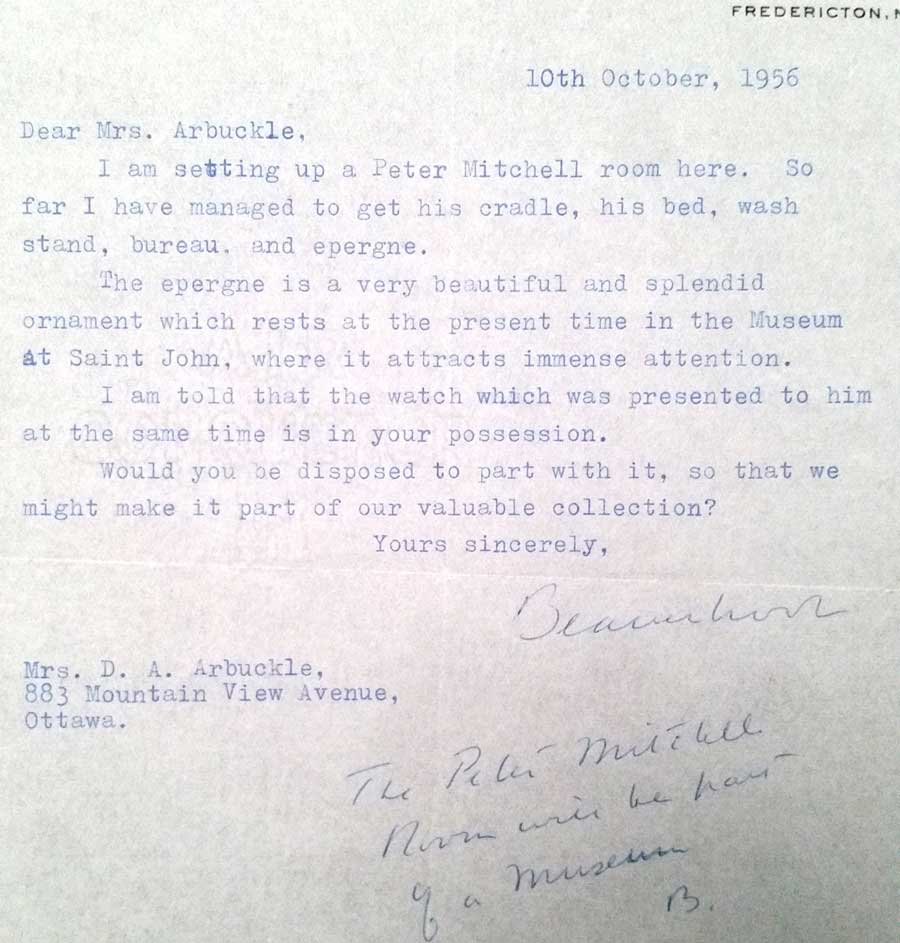 FREDERICTON, N
10th October, 1956
Dear Mrs. Arbuckle,
I am setting up a Peter Mitchell room here. So
far I have managed to get his cradle, his bed, wash
stand, bureau, and epergne.
The epergne is a very beautiful and splendid
ornament which rests at the present time in the Museum
at Saint John, where it attracts immense attention.
I am told that the watch which was presented to him
at the same time is in your possession.
Would you be disposed to part with it, so that we
might make it part of our valuable collection?
Yours sincerely,
Beaverbrook
Mrs. D. A. Arbuckle,
883 Mountain View Avenue,
Ottawa.
The Peter Mitchell
Room will be part
of a Museum
B.